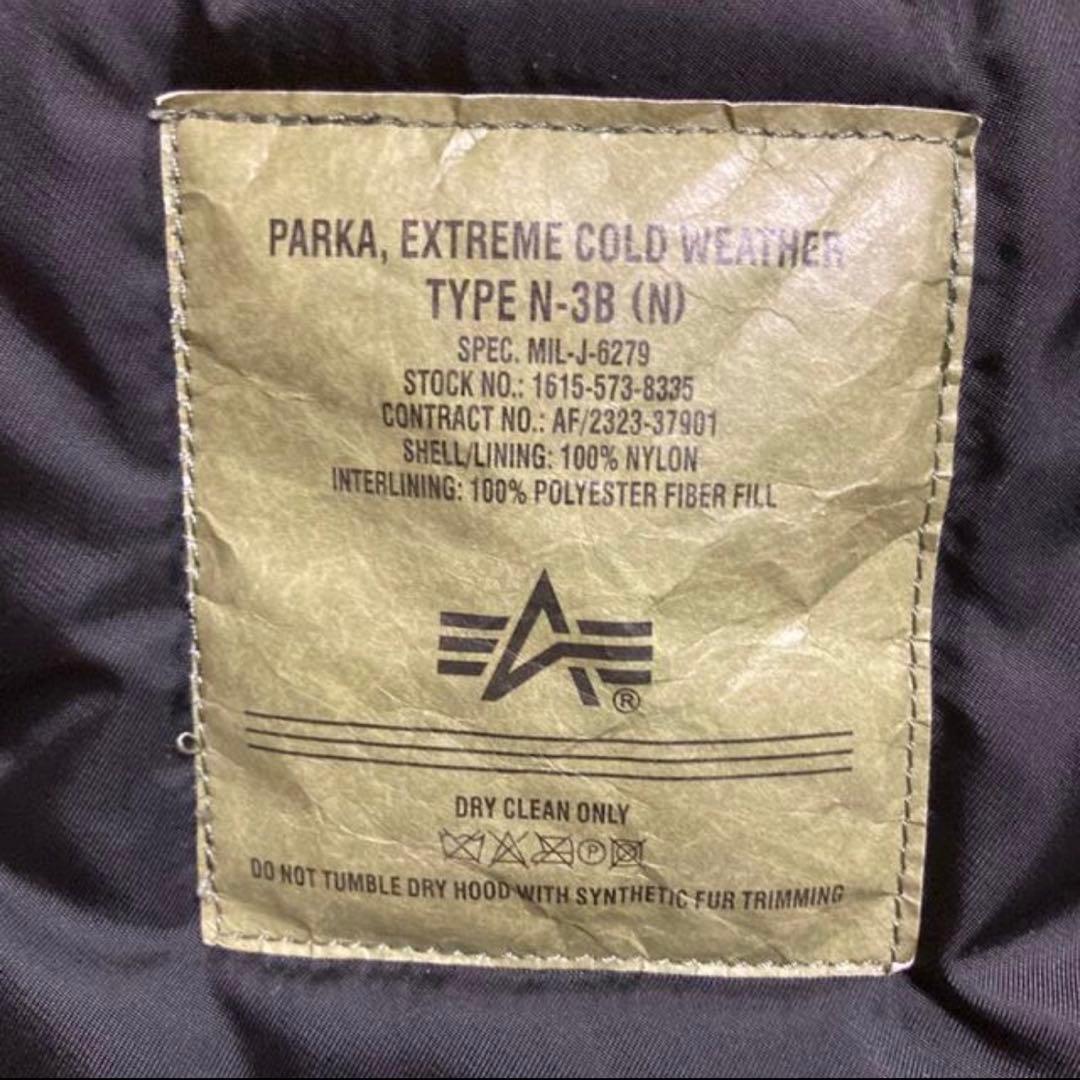 PARKA, EXTREME COLD WEATHER
TYPE N-3B (N)
SPEC. MIL-J-6279
STOCK NO.: 1615-573-8335
CONTRACT NO.: AF/2323-37901
SHELL/LINING: 100% NYLON
INTERLINING: 100% POLYESTER FIBER FILL
®
DRY CLEAN ONLY
P
DO NOT TUMBLE DRY HOOD WITH SYNTHETIC FUR TRIMMING